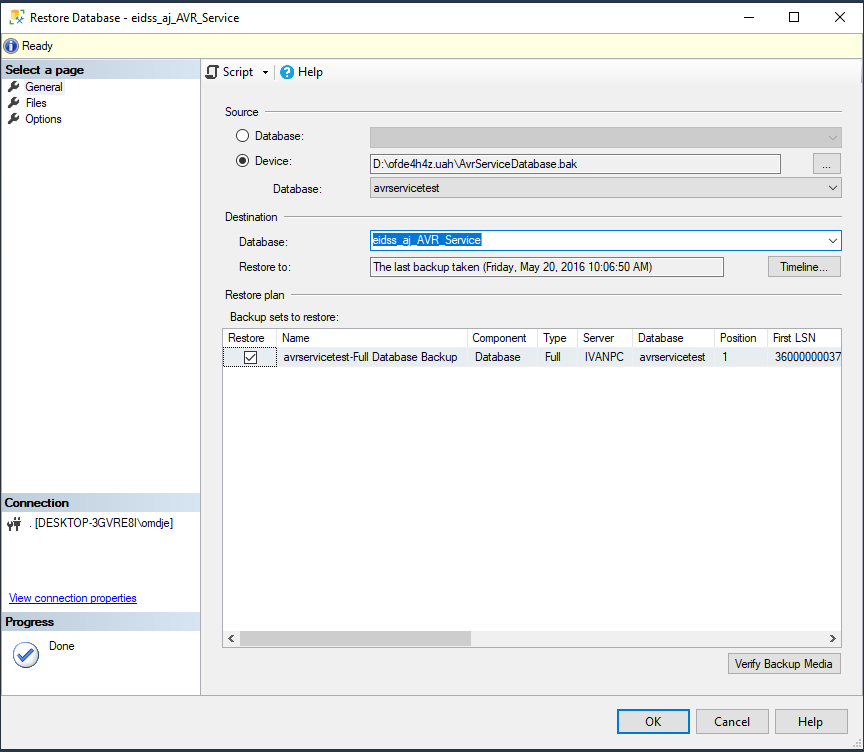 Restore Database - eidss_aj_AVR_Service
Ready
Select a page
General
Files
Options
Script
Help
Source
Database:
Device:
D:\ofde4h4z.uah\AvrServiceDatabase.bak
...
Database:
avrservicetest
Destination
Database:
eidss_aj_AVR_Service
Restore to:
The last backup taken (Friday, May 20, 2016 10:06:50 AM)
Timeline...
Restore plan
Backup sets to restore:
Restore Name Component Type Server Database Position First LSN
avrservicetest-Full Database Backup Database Full IVANPC avrservicetest 1 36000000037
Connection
. [DESKTOP-3GVRE8I\omdje]
View connection properties
Progress
Done
Verify Backup Media
OK Cancel Help